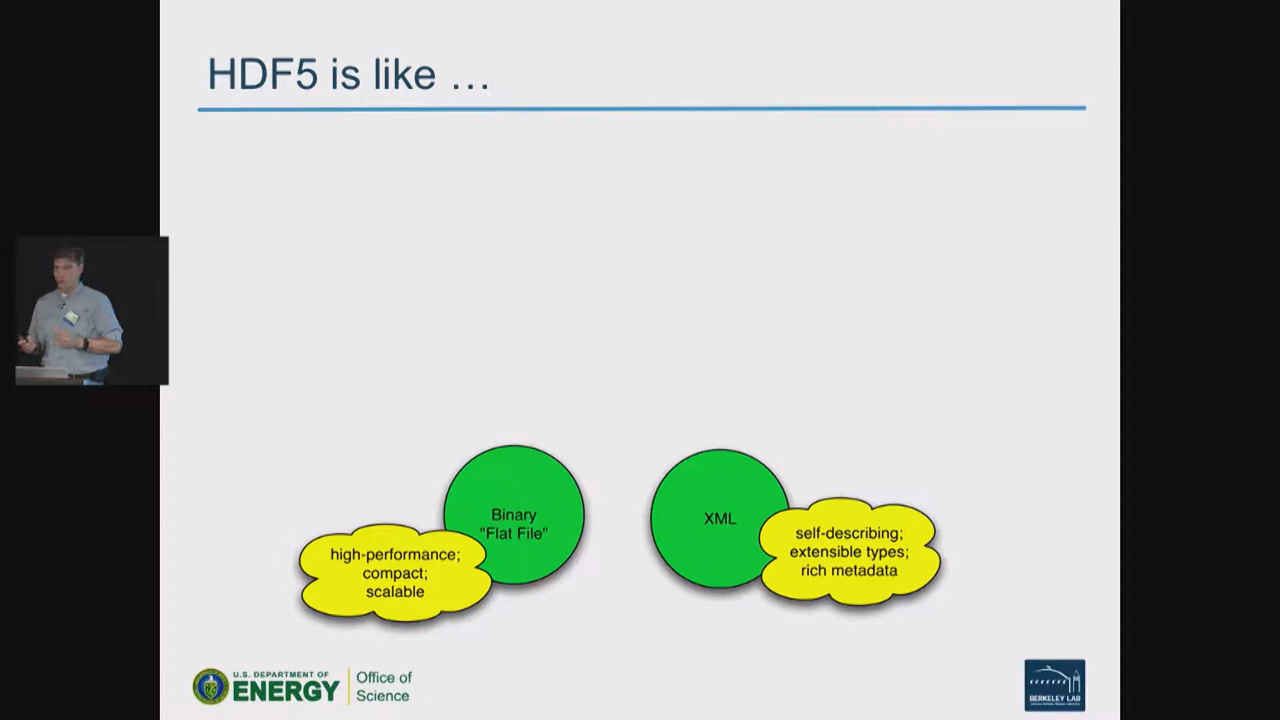 HDF5 is like …
Binary
"Flat File"
high-performance;
compact;
scalable
XML
self-describing;
extensible types;
rich metadata
U.S. DEPARTMENT OF
ENERGY
Office of
Science
BERKELEY LAB